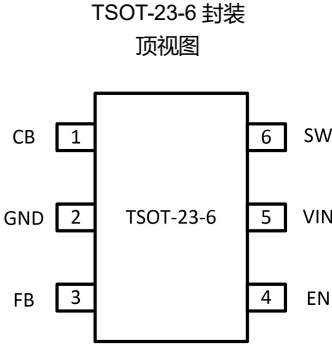 TSOT-23-6 封装
顶视图
CB 1 6 SW
GND 2 TSOT-23-6 5 VIN
FB 3 4 EN